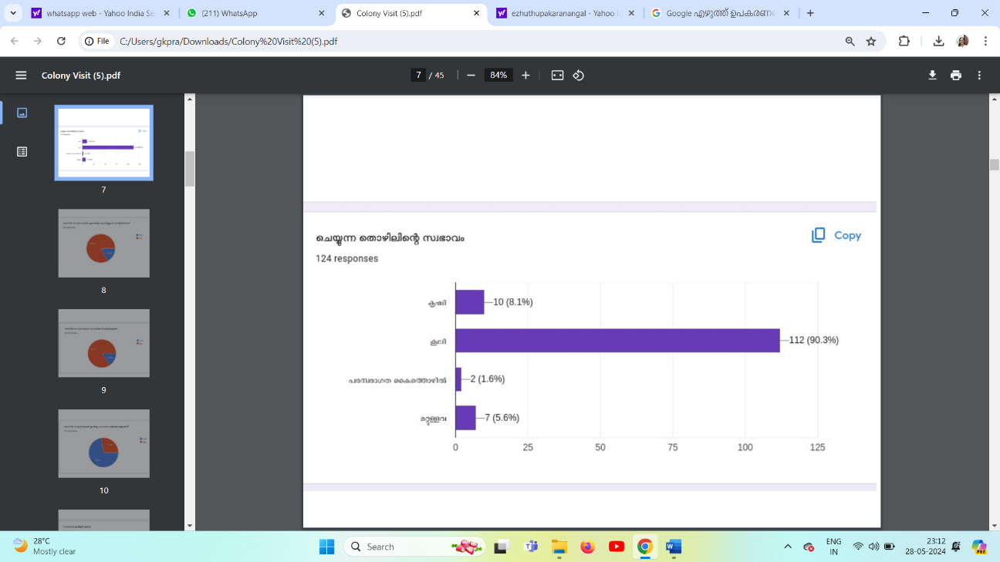 whatsapp web - Yahoo India Se
(211) WhatsApp
Colony Visit (5).pdf
ezhuthupakaranangal - Yahoo I
Google എഴുത്ത് ഉപകരണ
File
C:/Users/gkpra/Downloads/Colony%20Visit%20(5).pdf
Colony Visit (5).pdf
7 / 45
84%
7
8
9
10
ചെയ്യുന്ന തൊഴിലിന്റെ സ്വഭാവം
Copy
124 responses
കൃഷി
10 (8.1%)
കൂലി
112 (90.3%)
പരമ്പരാഗത കൈത്തൊഴിൽ
2 (1.6%)
മറ്റുള്ളവ
7 (5.6%)
0 25 50 75 100 125
28°C
Mostly clear
Search
ENG
IN
23:12
28-05-2024
PRE